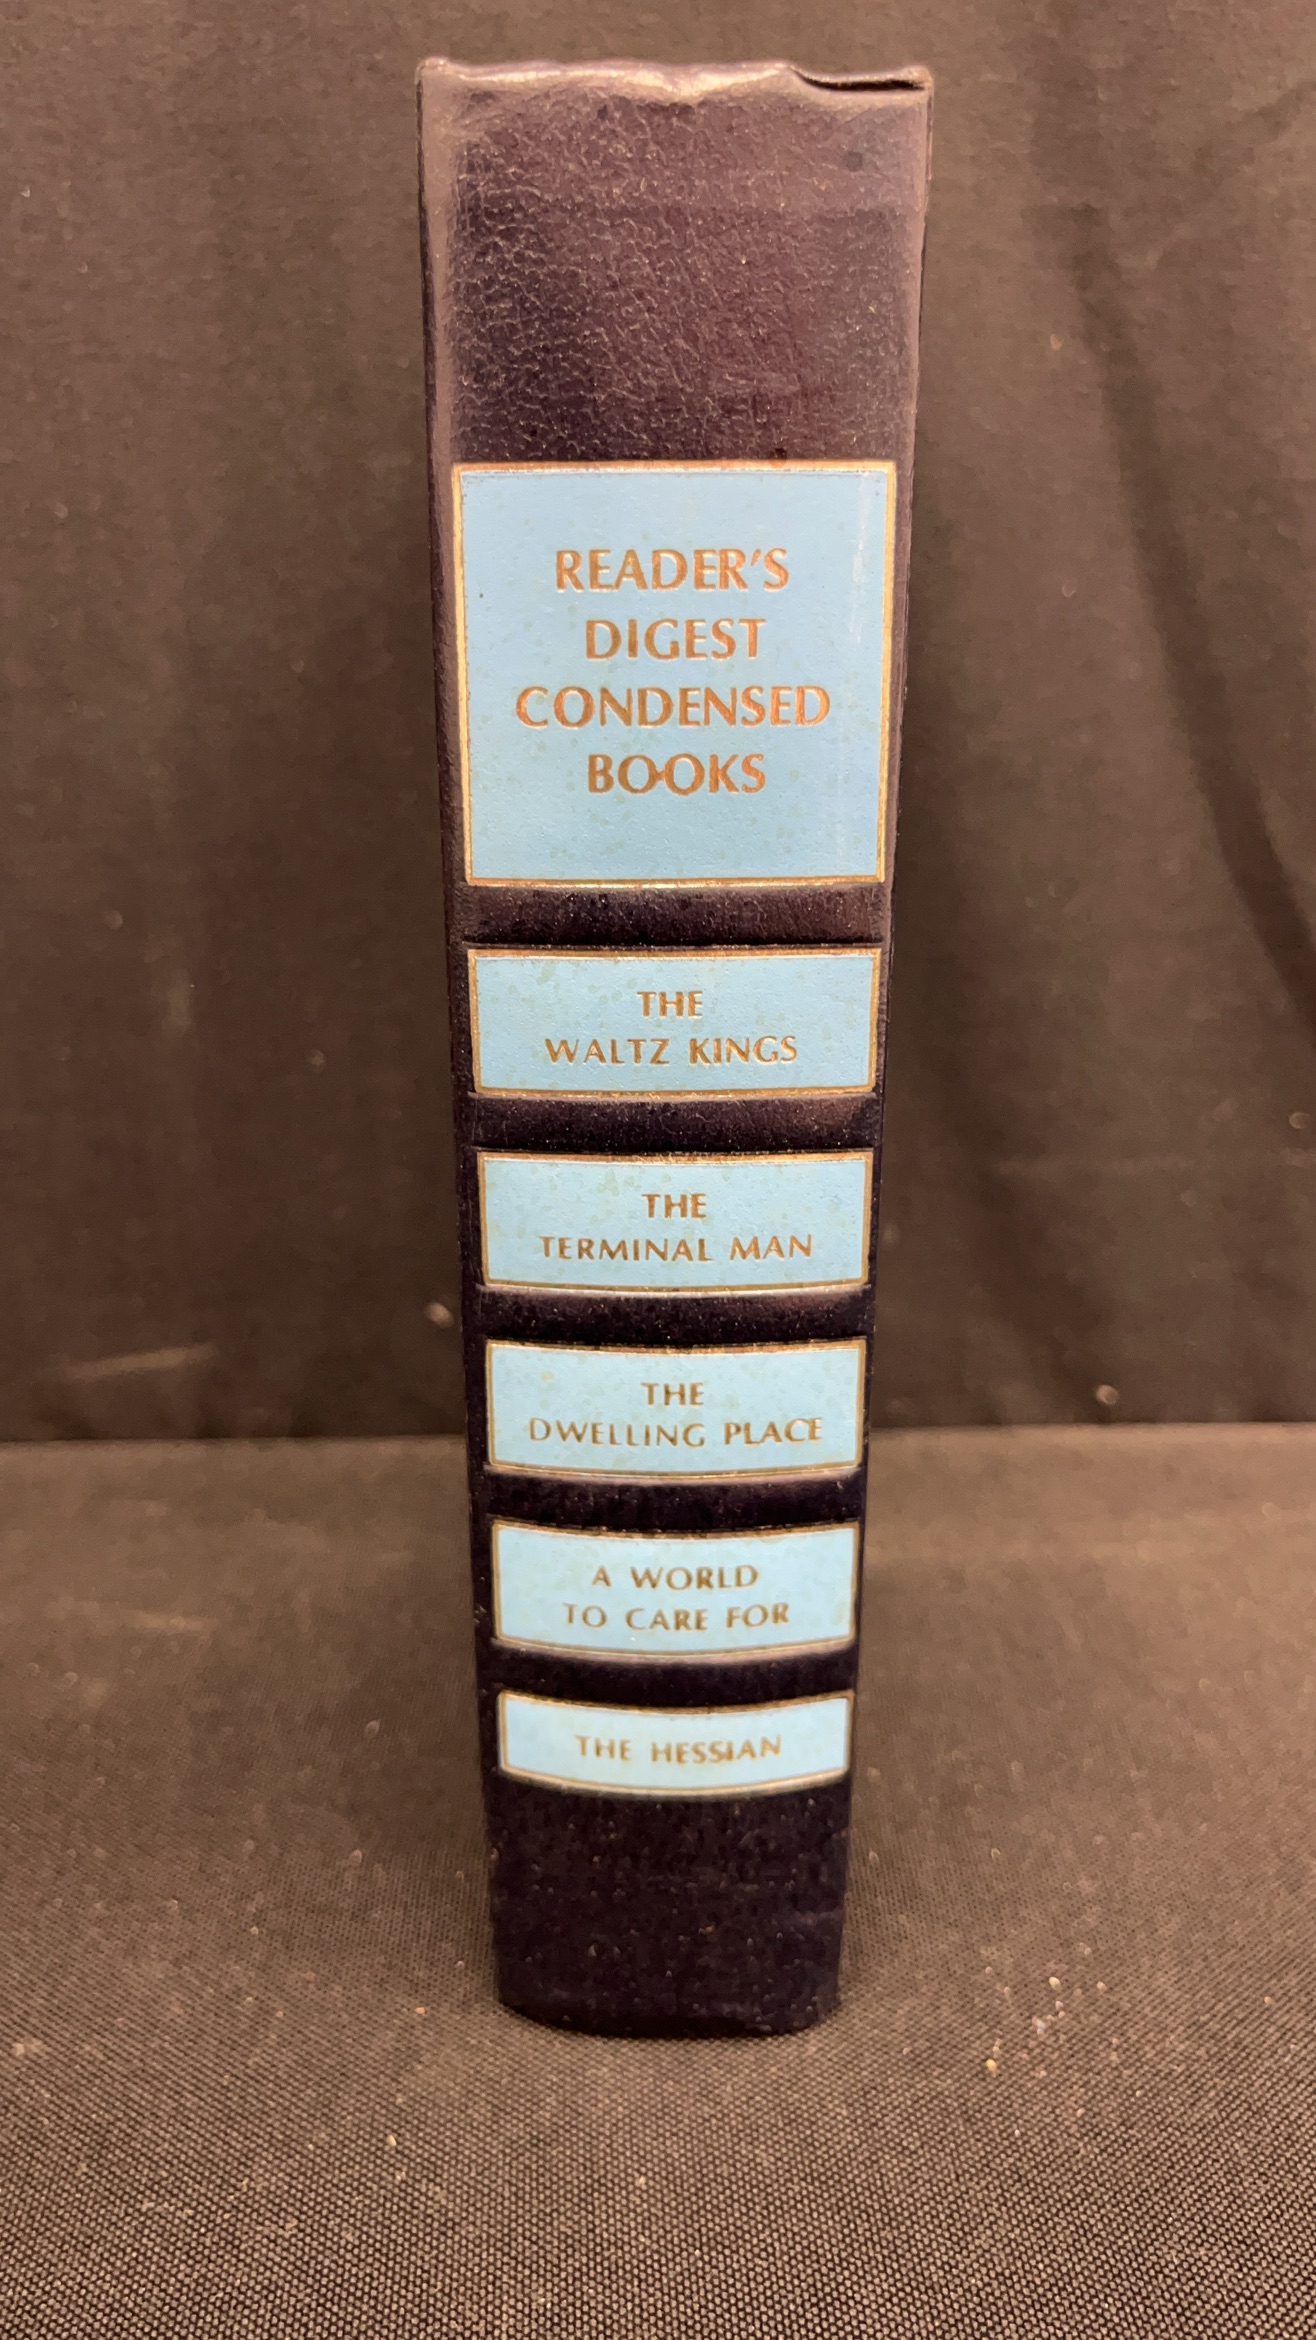 READER'S
DIGEST
CONDENSED
BOOKS
THE
WALTZ KINGS
THE
TERMINAL MAN
THE
DWELLING PLACE
A WORLD
TO CARE FOR
THE HESSIAN